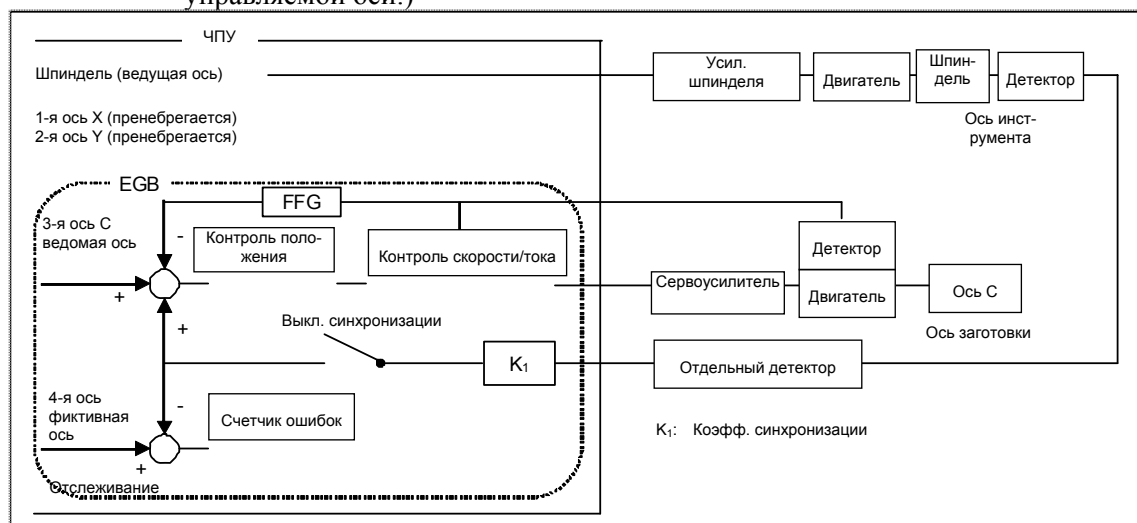 управляемой оси.)
ЧПУ
Шпиндель (ведущая ось)
Усил.
шпинделя
Двигатель
Шпин-
дель
Детектор
1-я ось X (пренебрегается)
2-я ось Y (пренебрегается)
Ось инст-
румента
EGB
FFG
3-я ось C
ведомая ось
-
Контроль поло-
жения
Контроль скорости/тока
Детектор
Сервоусилитель
Двигатель
Ось C
+
+
Ось заготовки
Выкл. синхронизации
K1
Отдельный детектор
4-я ось
фиктивная
ось
-
Счетчик ошибок
K1: Коэфф. синхронизации
+
Отслеживание